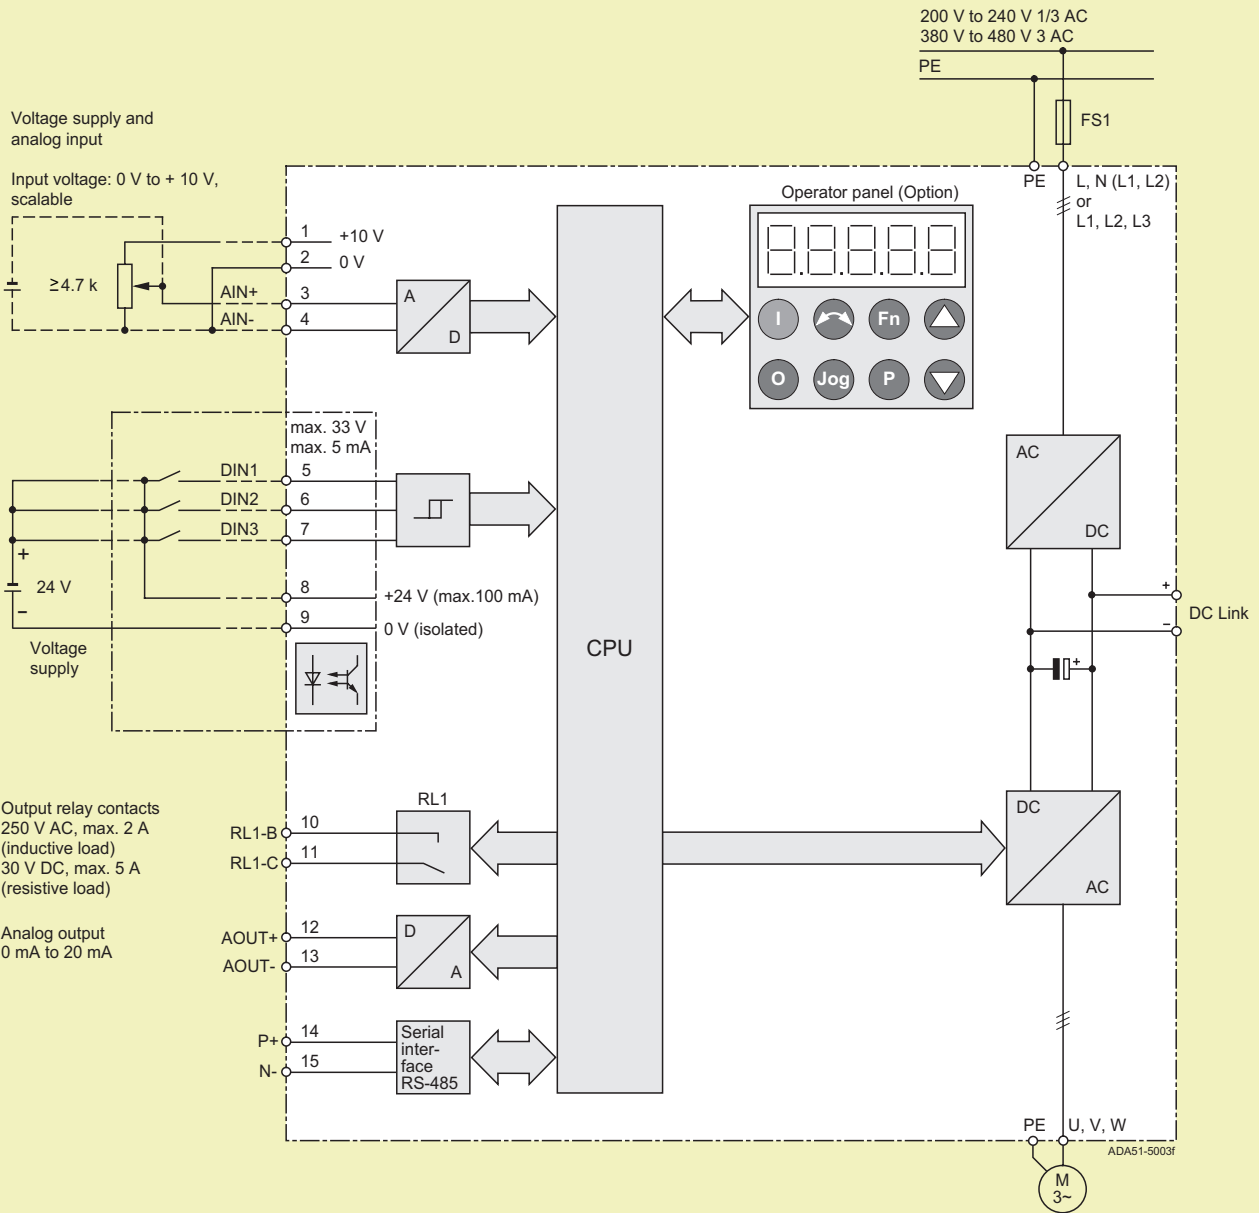 200 V to 240 V 1/3 AC
380 V to 480 V 3 AC
PE
FS1
Voltage supply and
analog input
Input voltage: 0 V to + 10 V,
scalable
PE
L, N (L1, L2)
or
L1, L2, L3
Operator panel (Option)
1
+10 V
2
0 V
≥4.7 k
AIN+
3
AIN-
4
A
D
I
Fn
O
Jog
P
max. 33 V
max. 5 mA
DIN1
5
DIN2
6
DIN3
7
+
24 V
–
8
+24 V (max.100 mA)
9
0 V (isolated)
Voltage
supply
CPU
AC
DC
+
–
DC Link
+
Output relay contacts
250 V AC, max. 2 A
(inductive load)
30 V DC, max. 5 A
(resistive load)
RL1
RL1-B
10
RL1-C
11
DC
AC
Analog output
0 mA to 20 mA
AOUT+
12
AOUT-
13
D
A
P+
14
N-
15
Serial
inter-
face
RS-485
PE
U, V, W
ADA51-5003f
M
3~